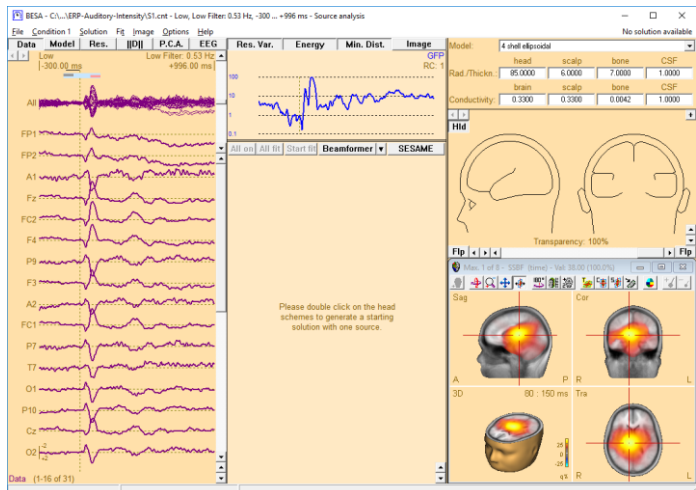 BESA - C:\...\ERP-Auditory-Intensity\S1.cnt - Low, Low Filter: 0.53 Hz, -300 ... +996 ms - Source analysis
File Condition 1 Solution Fit Image Options Help
No solution available
Data Model Res. ||D|| P.C.A. EEG
Low Low Filter: 0.53 Hz
-300.00 ms +996.00 ms
All
FP1
FP2
A1
Fz
FC2
F4
P9
F3
A2
FC1
P7
T7
O1
P10
Cz
O2
-2
-2
Data (1-16 of 31)
Res. Var. Energy Min. Dist. Image
GFP
RC: 1
100
10
1
0.1
All on All fit Start fit Beamformer SESAME
Please double click on the head
schemes to generate a starting
solution with one source.
Model: 4 shell ellipsoidal
head scalp bone CSF
Rad./Thickn.: 85.0000 6.0000 7.0000 1.0000
brain scalp bone CSF
Conductivity: 0.3300 0.3300 0.0042 1.0000
Hld
Transparency: 100%
Flp Flp
Sag Cor
A P R L
3D 80 : 150 ms Tra
25
0
-25
q%
R L